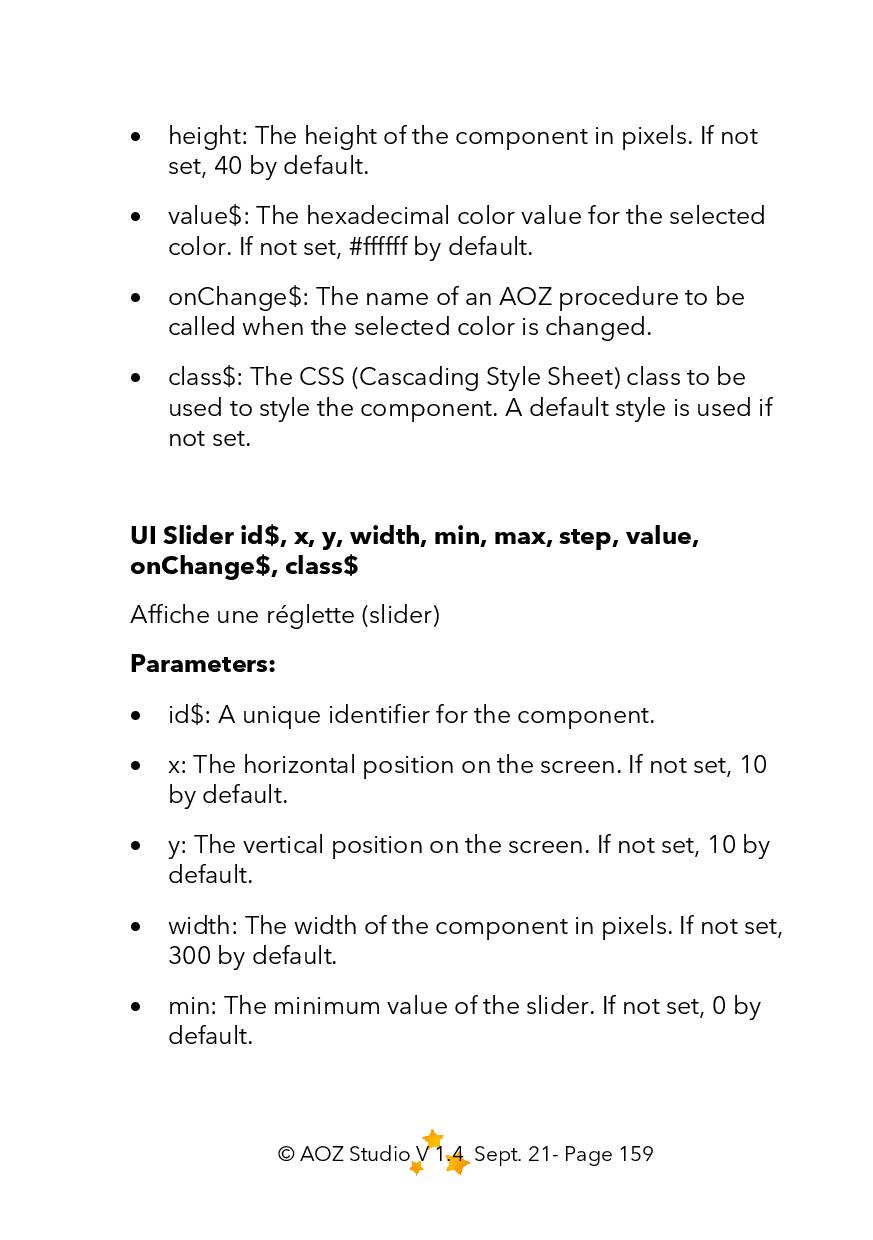 • height: The height of the component in pixels. If not
set, 40 by default.
• value$: The hexadecimal color value for the selected
color. If not set, #ffffff by default.
• onChange$: The name of an AOZ procedure to be
called when the selected color is changed.
• class$: The CSS (Cascading Style Sheet) class to be
used to style the component. A default style is used if
not set.
UI Slider id$, x, y, width, min, max, step, value,
onChange$, class$
Affiche une réglette (slider)
Parameters:
• id$: A unique identifier for the component.
• x: The horizontal position on the screen. If not set, 10
by default.
• y: The vertical position on the screen. If not set, 10 by
default.
• width: The width of the component in pixels. If not set,
300 by default.
• min: The minimum value of the slider. If not set, 0 by
default.
© AOZ Studio V 1.4 Sept. 21- Page 159